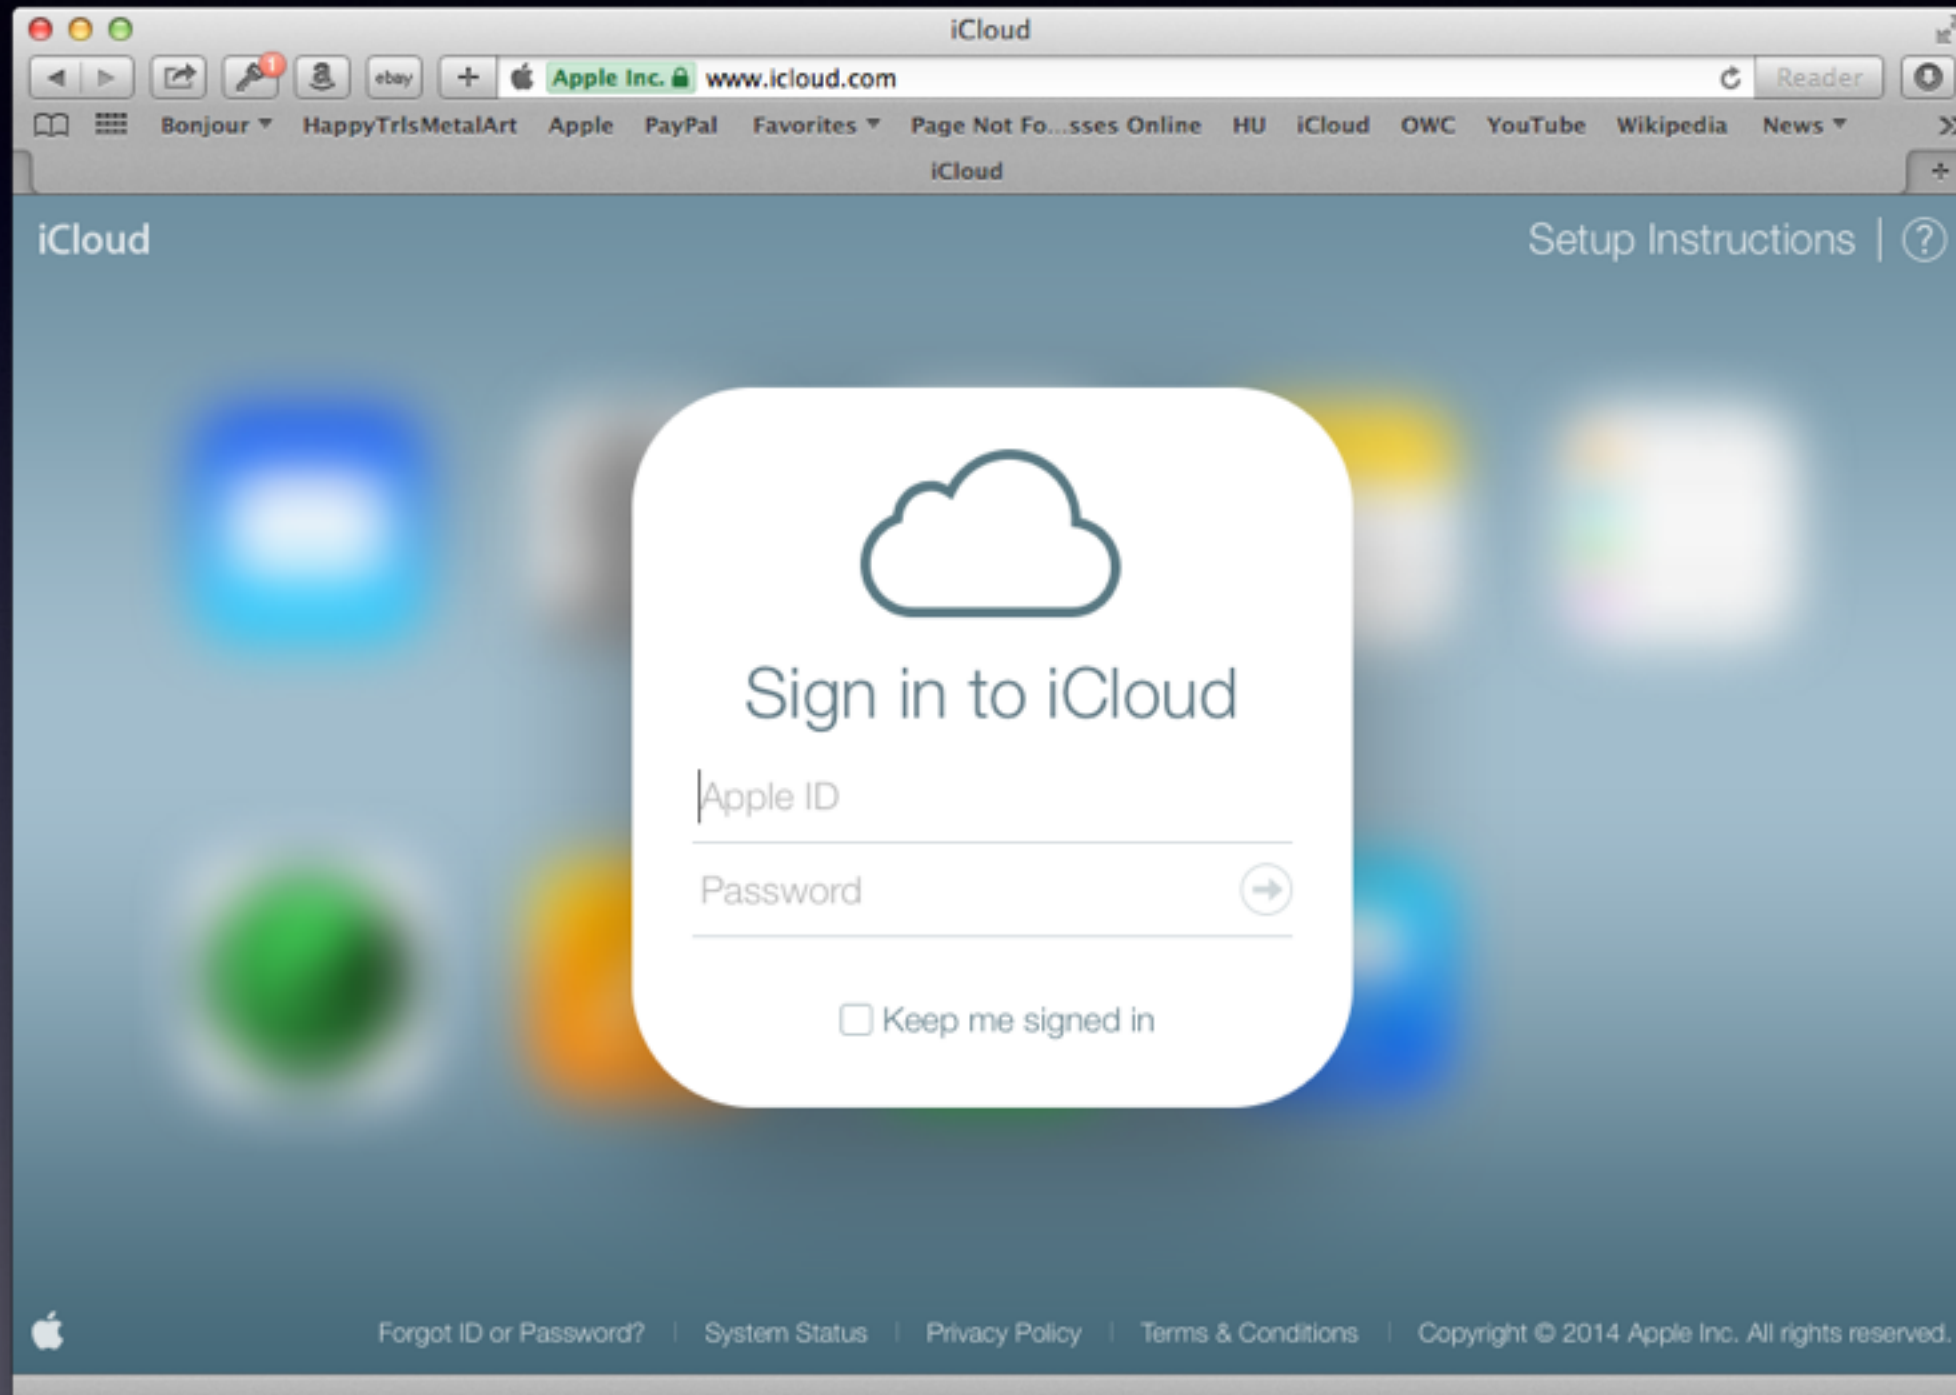 iCloud
1
ebay
Apple Inc. www.icloud.com
Reader
Bonjour HappyTrlsMetalArt Apple PayPal Favorites Page Not Fo...sses Online HU iCloud OWC YouTube Wikipedia News
iCloud
iCloud
Setup Instructions
?
Sign in to iCloud
Apple ID
Password
Keep me signed in
Forgot ID or Password? System Status Privacy Policy Terms & Conditions Copyright © 2014 Apple Inc. All rights reserved.